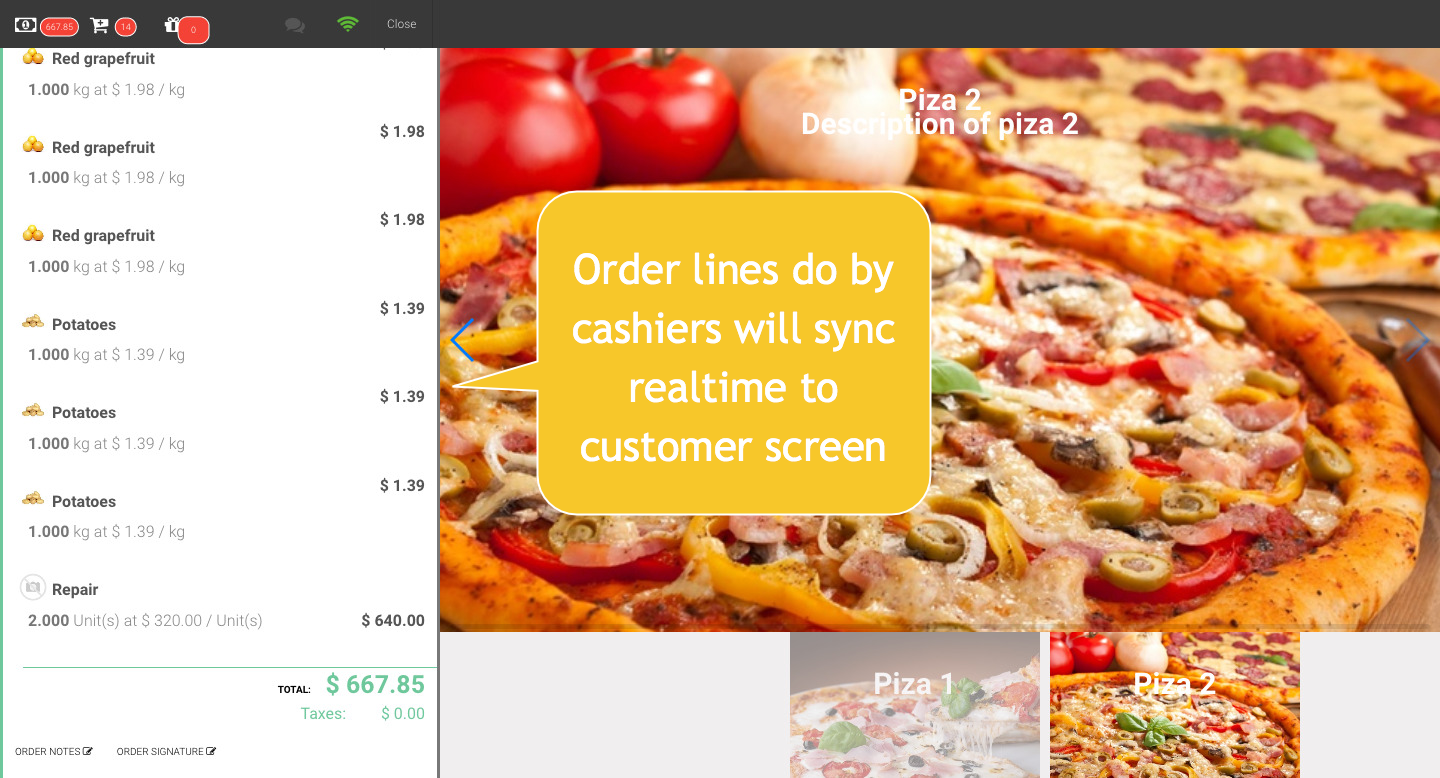 667.85
14
0
Close
Red grapefruit
1.000 kg at $ 1.98 / kg
$ 1.98
Red grapefruit
1.000 kg at $ 1.98 / kg
$ 1.98
Red grapefruit
1.000 kg at $ 1.98 / kg
$ 1.39
Potatoes
1.000 kg at $ 1.39 / kg
$ 1.39
Potatoes
1.000 kg at $ 1.39 / kg
$ 1.39
Potatoes
1.000 kg at $ 1.39 / kg
Repair
2.000 Unit(s) at $ 320.00 / Unit(s) $ 640.00
TOTAL: $ 667.85
Taxes: $ 0.00
ORDER NOTES ORDER SIGNATURE
Piza 2
Description of piza 2
Order lines do by
cashiers will sync
realtime to
customer screen
Piza 1
Piza 2